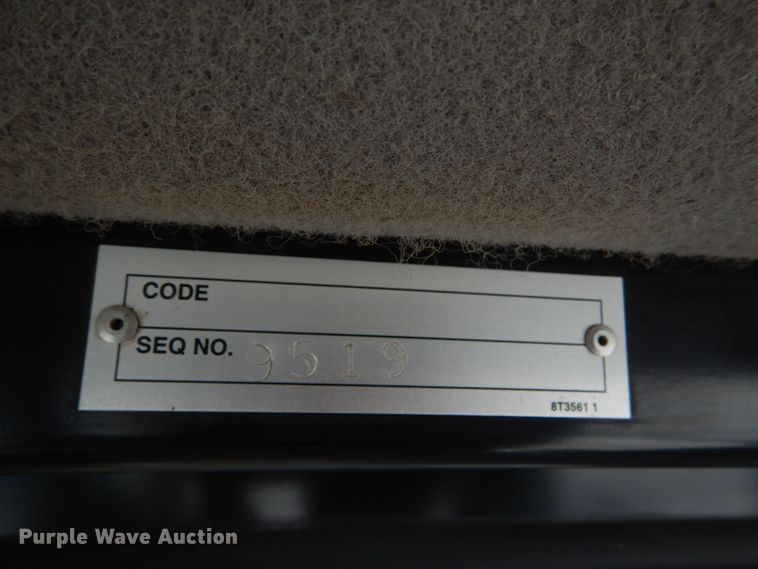 CODE
SEQ NO. 9519
8T3561 1
Purple Wave Auction